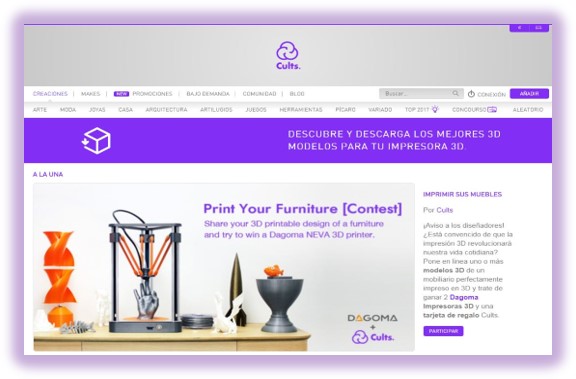 € ES
Cults.
CREACIONES | MAKES | NEW PROMOCIONES | BAJO DEMANDA | COMUNIDAD | BLOG
Buscar... CONEXIÓN AÑADIR
ARTE MODA JOYAS CASA ARQUITECTURA ARTILUGIOS JUEGOS HERRAMIENTAS PÍCARO VARIADO TOP 2017 CONCURSO ALEATORIO
DESCUBRE Y DESCARGA LOS MEJORES 3D
MODELOS PARA TU IMPRESORA 3D.
A LA UNA
Print Your Furniture [Contest]
Share your 3D printable design of a furniture
and try to win a Dagoma NEVA 3D printer.
DAGOMA
+
Cults.
IMPRIMIR SUS MUEBLES
Por Cults
¡Aviso a los diseñadores!
¿Está convencido de que la
impresión 3D revolucionará
nuestra vida cotidiana?
Pone en línea uno o más
modelos 3D de un
mobiliario perfectamente
impreso en 3D y trate de
ganar 2 Dagoma
impresoras 3D y una
tarjeta de regalo Cults.
PARTICIPAR